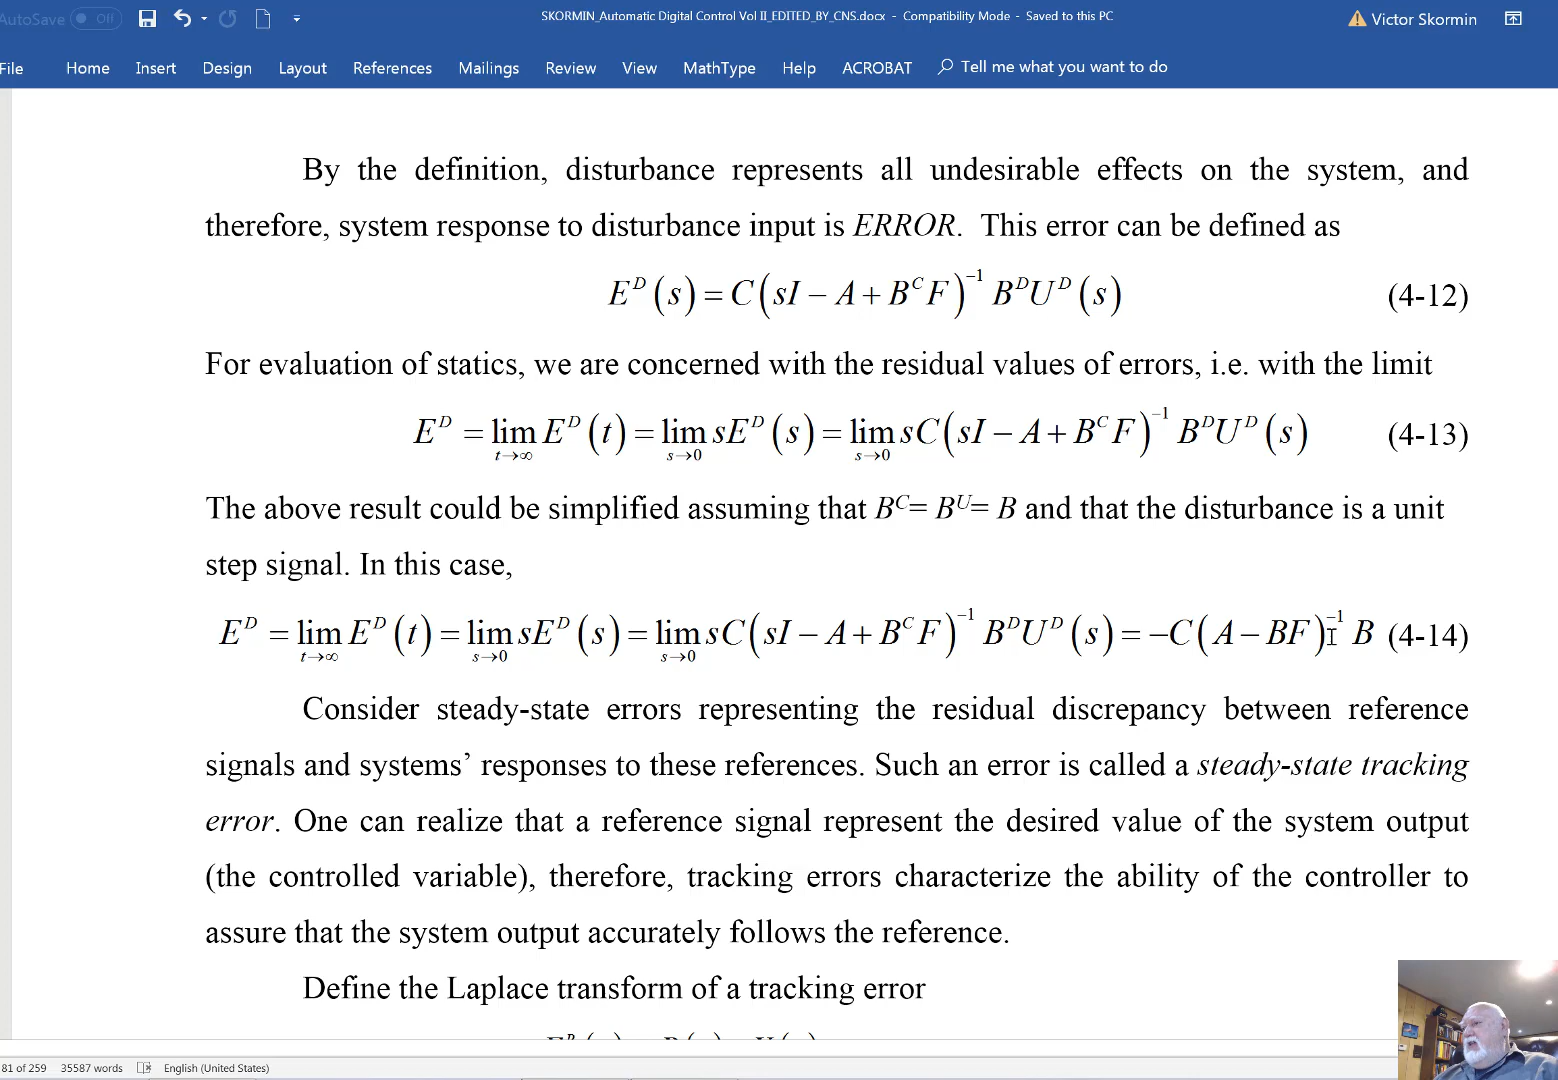 AutoSave Off SKORMIN_Automatic Digital Control Vol II_EDITED_BY_CNS.docx - Compatibility Mode - Saved to this PC Victor Skormin
File Home Insert Design Layout References Mailings Review View MathType Help ACROBAT Tell me what you want to do
By the definition, disturbance represents all undesirable effects on the system, and
therefore, system response to disturbance input is ERROR. This error can be defined as
E^D(s) = C(sI − A + B^C F)^−1 B^D U^D(s) (4-12)
For evaluation of statics, we are concerned with the residual values of errors, i.e. with the limit
E^D = lim t→∞ E^D(t) = lim s→0 sE^D(s) = lim s→0 sC(sI − A + B^C F)^−1 B^D U^D(s) (4-13)
The above result could be simplified assuming that B^C= B^U= B and that the disturbance is a unit
step signal. In this case,
E^D = lim t→∞ E^D(t) = lim s→0 sE^D(s) = lim s→0 sC(sI − A + B^C F)^−1 B^D U^D(s) = −C(A − BF)^−1 B (4-14)
Consider steady-state errors representing the residual discrepancy between reference
signals and systems’ responses to these references. Such an error is called a steady-state tracking
error. One can realize that a reference signal represent the desired value of the system output
(the controlled variable), therefore, tracking errors characterize the ability of the controller to
assure that the system output accurately follows the reference.
Define the Laplace transform of a tracking error
81 of 259 35587 words English (United States)